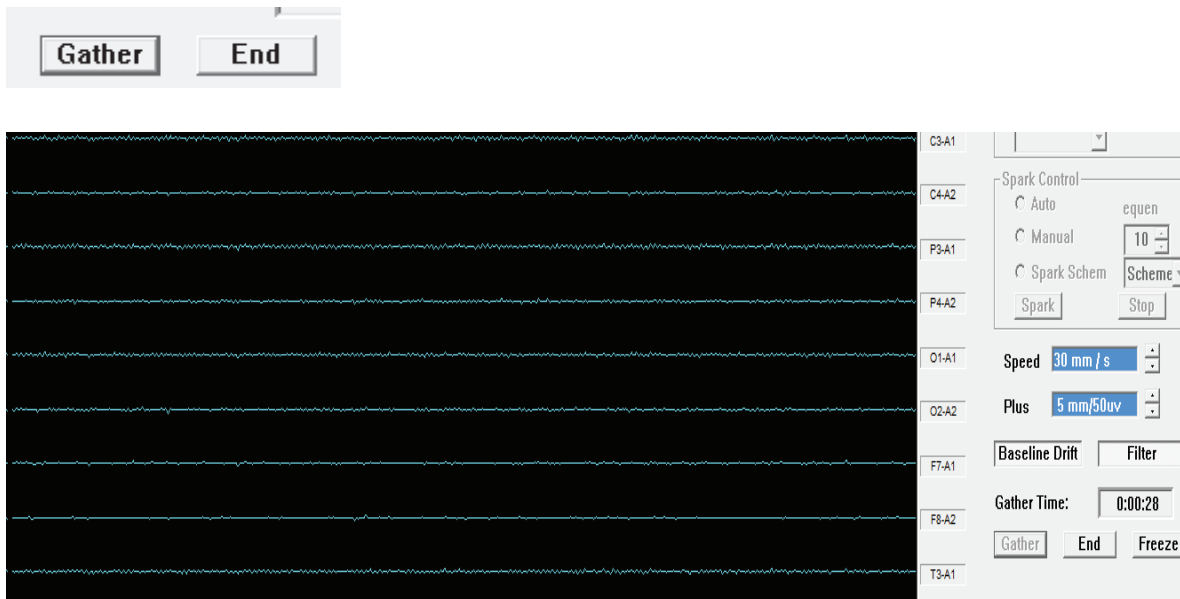 Gather End
C3-A1
C4-A2
P3-A1
P4-A2
O1-A1
O2-A2
F7-A1
F8-A2
T3-A1
Spark Control
Auto equen
Manual 10
Spark Schem Scheme
Spark Stop
Speed 30 mm / s
Plus 5 mm/50uv
Baseline Drift Filter
Gather Time: 0:00:28
Gather End Freeze